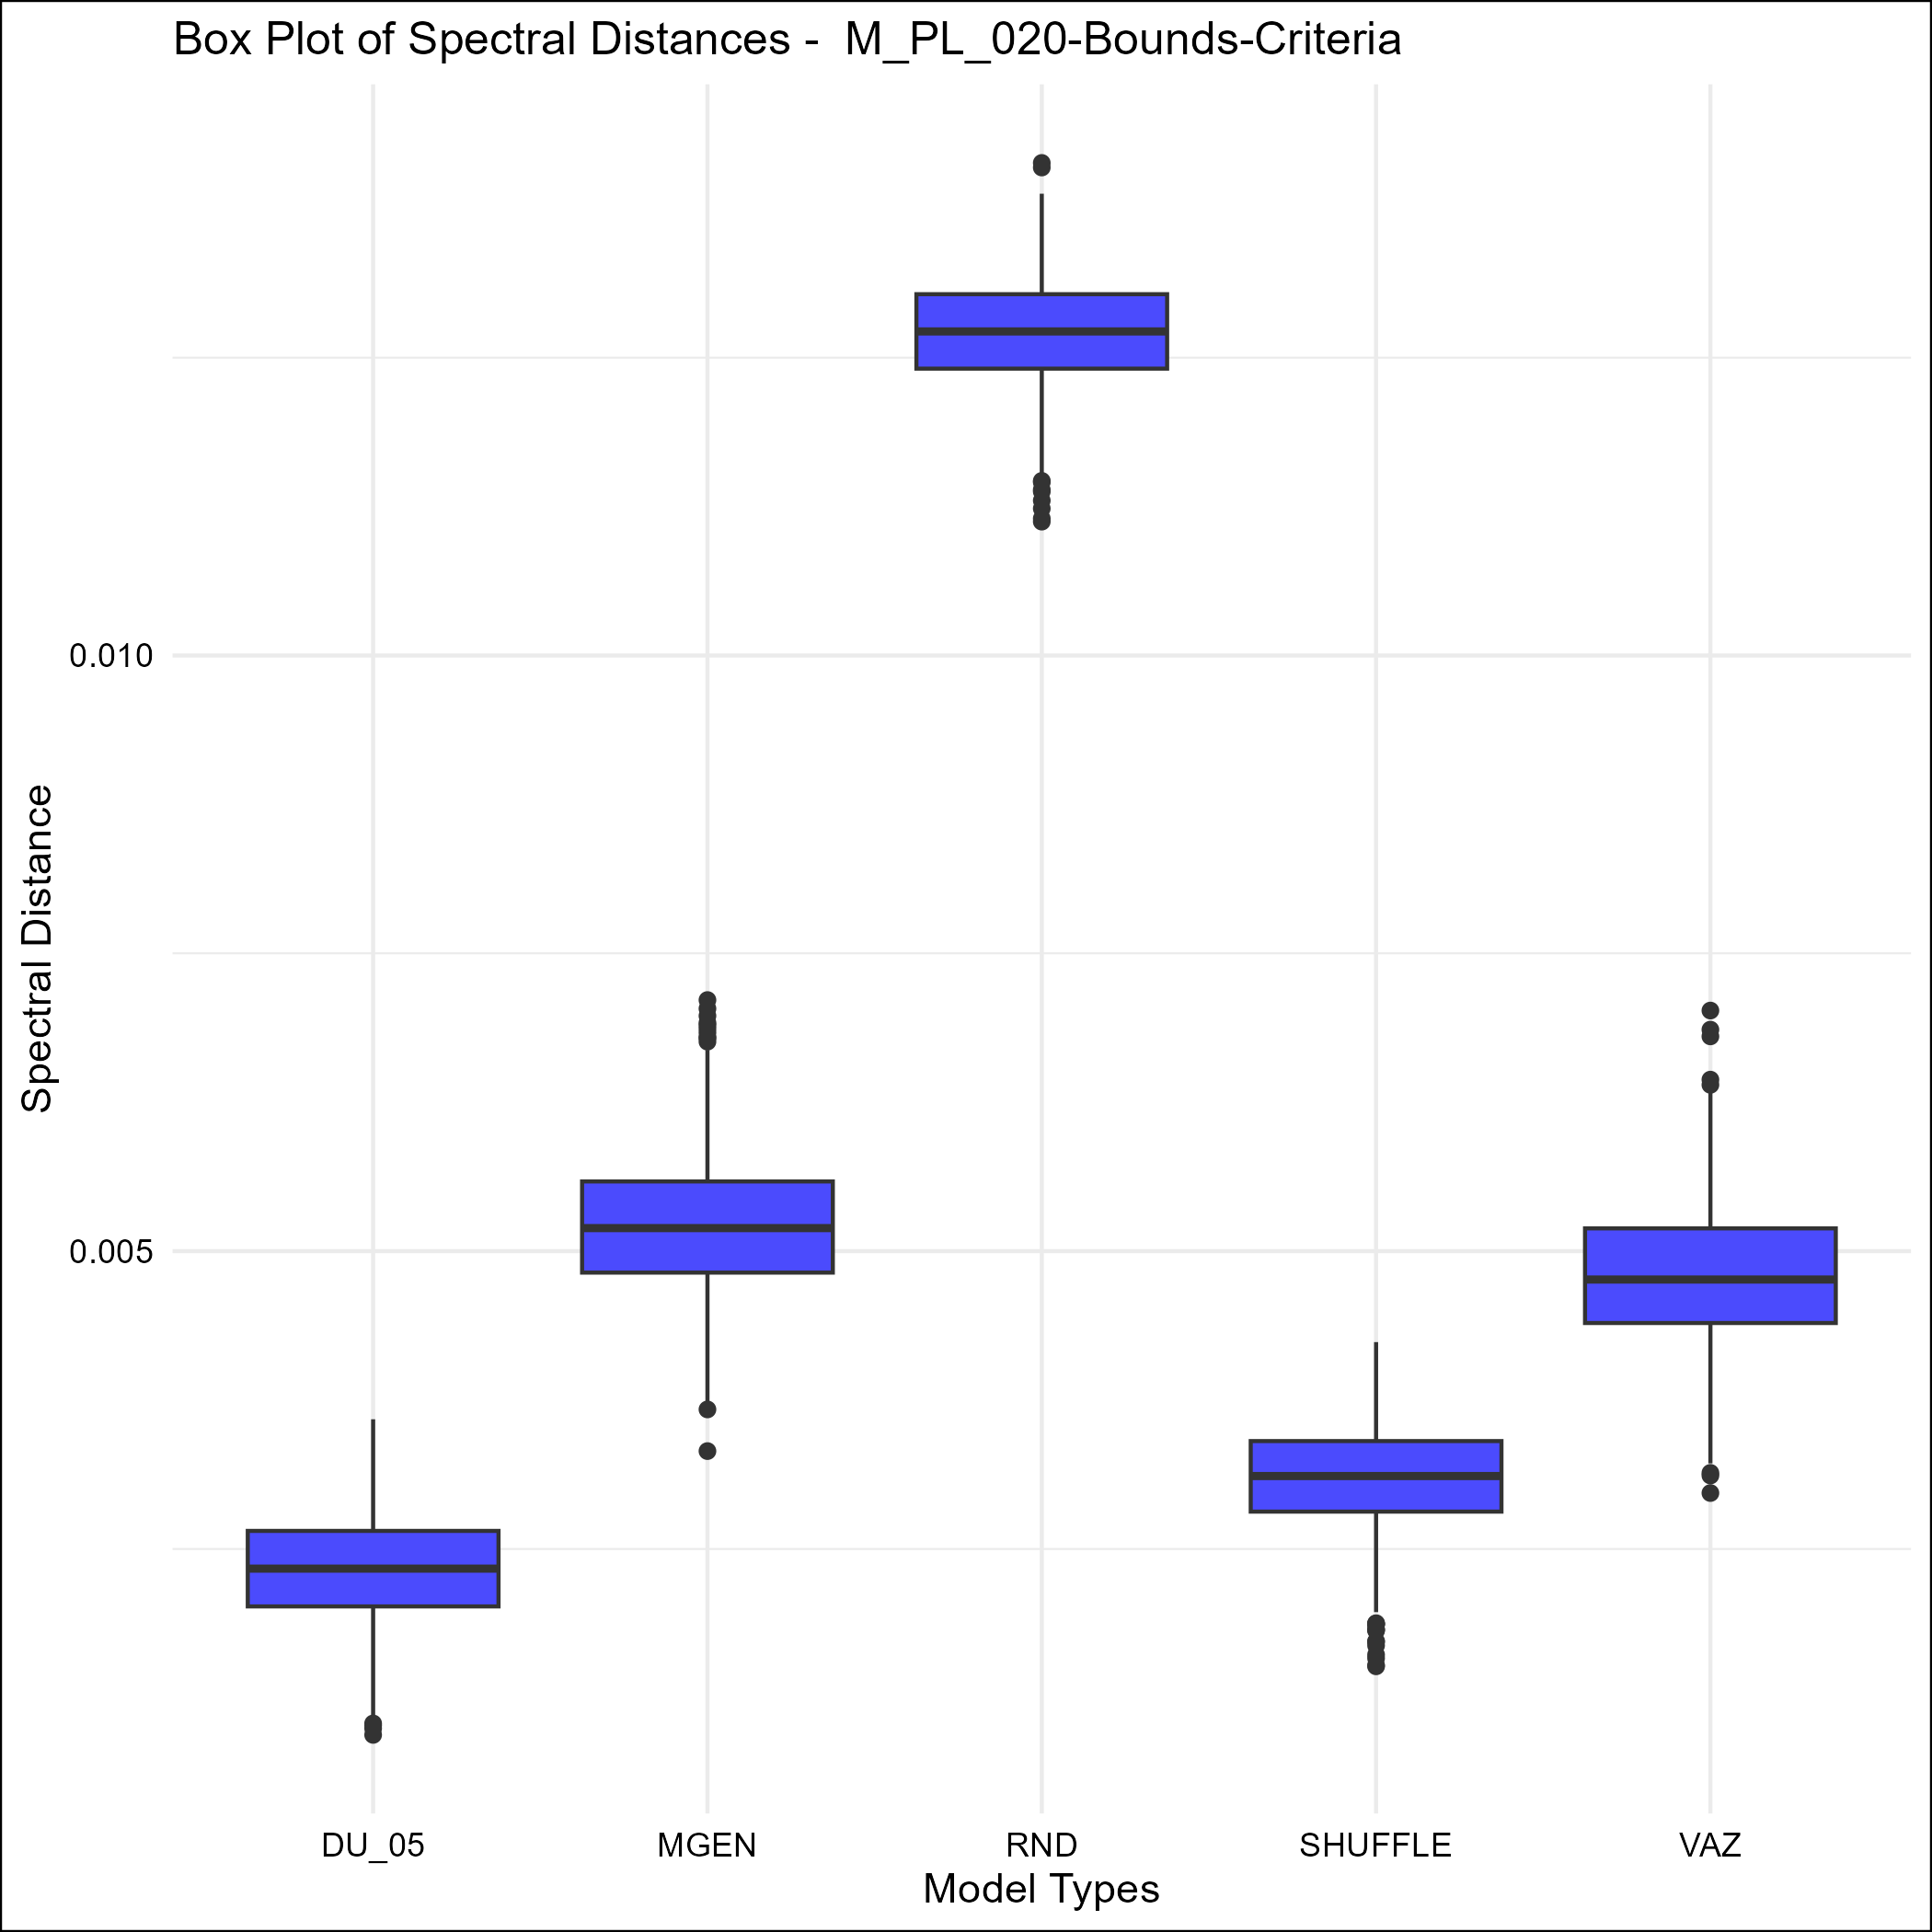 Box Plot of Spectral Distances -  M_PL_020-Bounds-Criteria
0.010
0.005
Spectral Distance
DU_05 MGEN RND SHUFFLE VAZ
Model Types